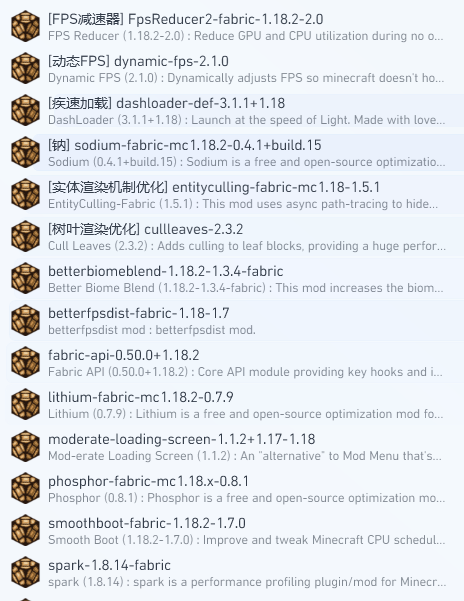 [FPS减速器] FpsReducer2-fabric-1.18.2-2.0
FPS Reducer (1.18.2-2.0) : Reduce GPU and CPU utilization during no o...
[动态FPS] dynamic-fps-2.1.0
Dynamic FPS (2.1.0) : Dynamically adjusts FPS so minecraft doesn't ho...
[疾速加载] dashloader-def-3.1.1+1.18
DashLoader (3.1.1+1.18) : Launch at the speed of Light. Made with love...
[钠] sodium-fabric-mc1.18.2-0.4.1+build.15
Sodium (0.4.1+build.15) : Sodium is a free and open-source optimizatio...
[实体渲染机制优化] entityculling-fabric-mc1.18-1.5.1
EntityCulling-Fabric (1.5.1) : This mod uses async path-tracing to hide...
[树叶渲染优化] cullleaves-2.3.2
Cull Leaves (2.3.2) : Adds culling to leaf blocks, providing a huge perfor...
betterbiomeblend-1.18.2-1.3.4-fabric
Better Biome Blend (1.18.2-1.3.4-fabric) : This mod increases the biom...
betterfpsdist-fabric-1.18-1.7
betterfpsdist mod : betterfpsdist mod.
fabric-api-0.50.0+1.18.2
Fabric API (0.50.0+1.18.2) : Core API module providing key hooks and i...
lithium-fabric-mc1.18.2-0.7.9
Lithium (0.7.9) : Lithium is a free and open-source optimization mod fo...
moderate-loading-screen-1.1.2+1.17-1.18
Mod-erate Loading Screen (1.1.2) : An "alternative" to Mod Menu that's...
phosphor-fabric-mc1.18.x-0.8.1
Phosphor (0.8.1) : Phosphor is a free and open-source optimization mo...
smoothboot-fabric-1.18.2-1.7.0
Smooth Boot (1.18.2-1.7.0) : Improve and tweak Minecraft CPU schedul...
spark-1.8.14-fabric
spark (1.8.14) : spark is a performance profiling plugin/mod for Minecr...